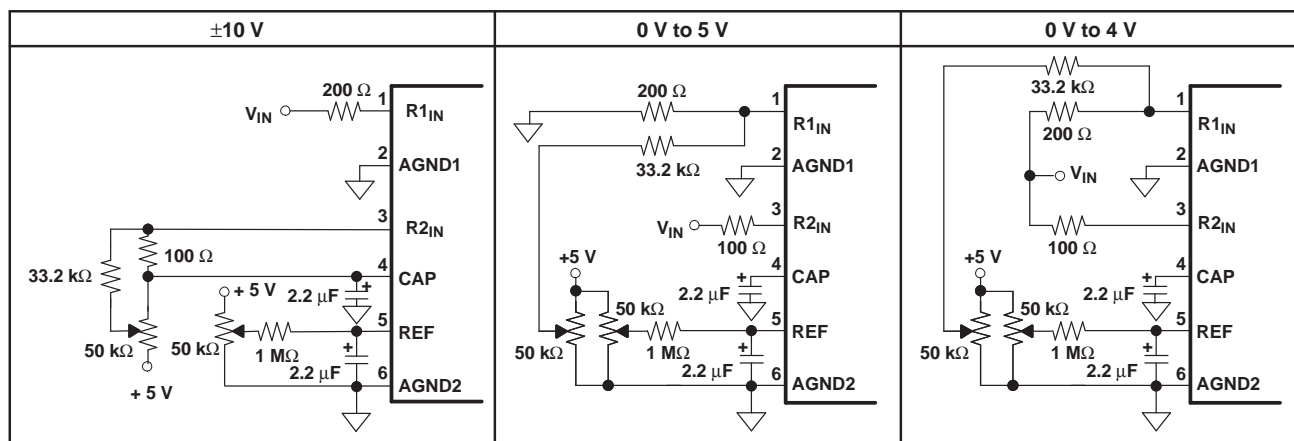 ±10 V
0 V to 5 V
0 V to 4 V
200 Ω
1
V_IN
R1_IN
2
AGND1
3
R2_IN
100 Ω
33.2 kΩ
4
CAP
+ 5 V
2.2 μF
+
5
REF
50 kΩ
50 kΩ
1 MΩ
+
2.2 μF
+ 5 V
6
AGND2
200 Ω
1
R1_IN
33.2 kΩ
2
AGND1
3
V_IN
R2_IN
100 Ω
+5 V
4
+
CAP
2.2 μF
50 kΩ
5
REF
50 kΩ
1 MΩ
+
2.2 μF
6
AGND2
33.2 kΩ
1
200 Ω
R1_IN
2
V_IN
AGND1
3
R2_IN
100 Ω
+5 V
4
+
CAP
2.2 μF
50 kΩ
5
REF
50 kΩ
1 MΩ
+
2.2 μF
6
AGND2